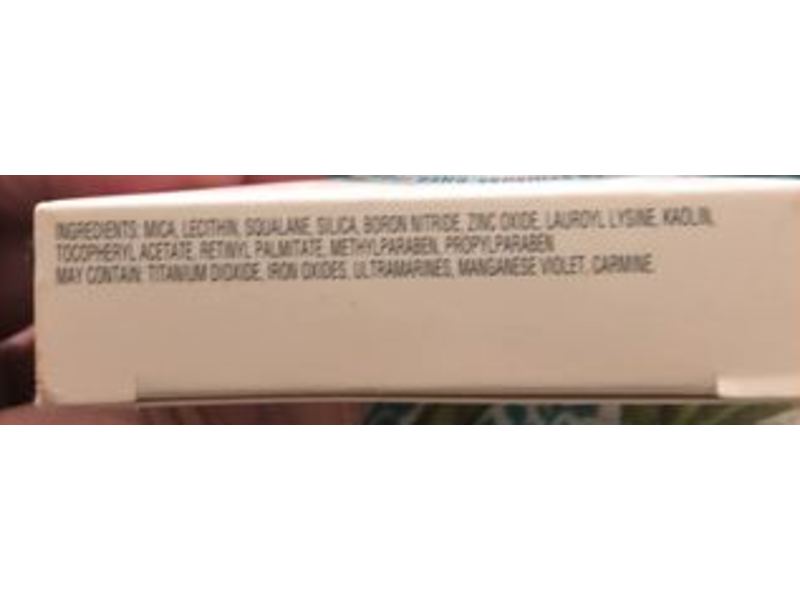 INGREDIENTS: MICA, LECITHIN, SQUALANE, SILICA, BORON NITRIDE, ZINC OXIDE, LAUROYL LYSINE, KAOLIN,
TOCOPHERYL ACETATE, RETINYL PALMITATE, METHYLPARABEN, PROPYLPARABEN
MAY CONTAIN: TITANIUM DIOXIDE, IRON OXIDES, ULTRAMARINES, MANGANESE VIOLET, CARMINE.